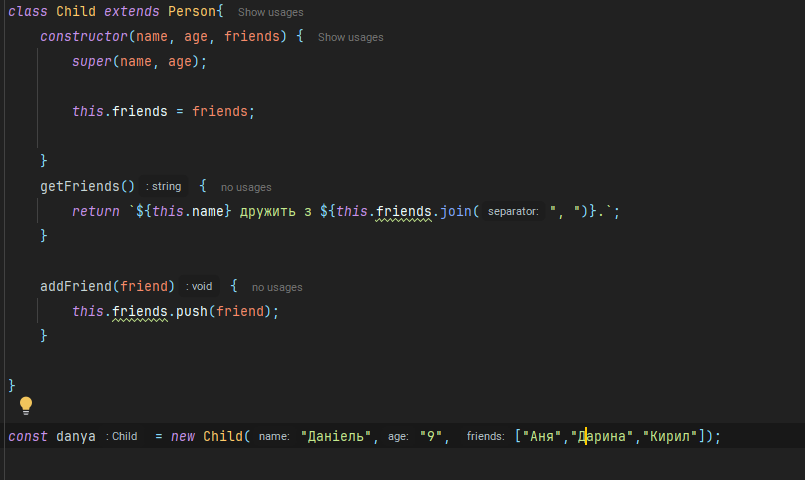 class Child extends Person{ Show usages
constructor(name, age, friends) { Show usages
super(name, age);
this.friends = friends;
}
getFriends() : string { no usages
return `${this.name} дружить з ${this.friends.join( separator: ", ")}.`;
}
addFriend(friend) : void { no usages
this.friends.push(friend);
}
}
const danya : Child = new Child( name: "Даніель", age: "9", friends: ["Аня","Дарина","Кирил"]);